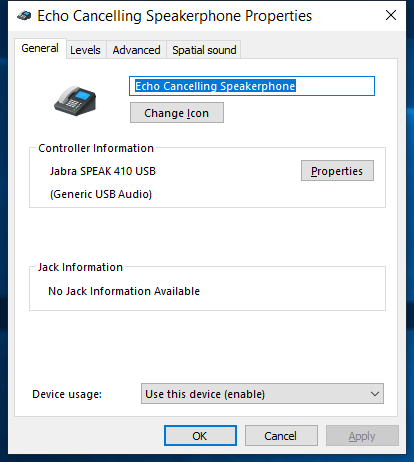 Echo Cancelling Speakerphone Properties
General Levels Advanced Spatial sound
Echo Cancelling Speakerphone
Change Icon
Controller Information
Jabra SPEAK 410 USB
Properties
(Generic USB Audio)
Jack Information
No Jack Information Available
Device usage: Use this device (enable)
OK Cancel Apply